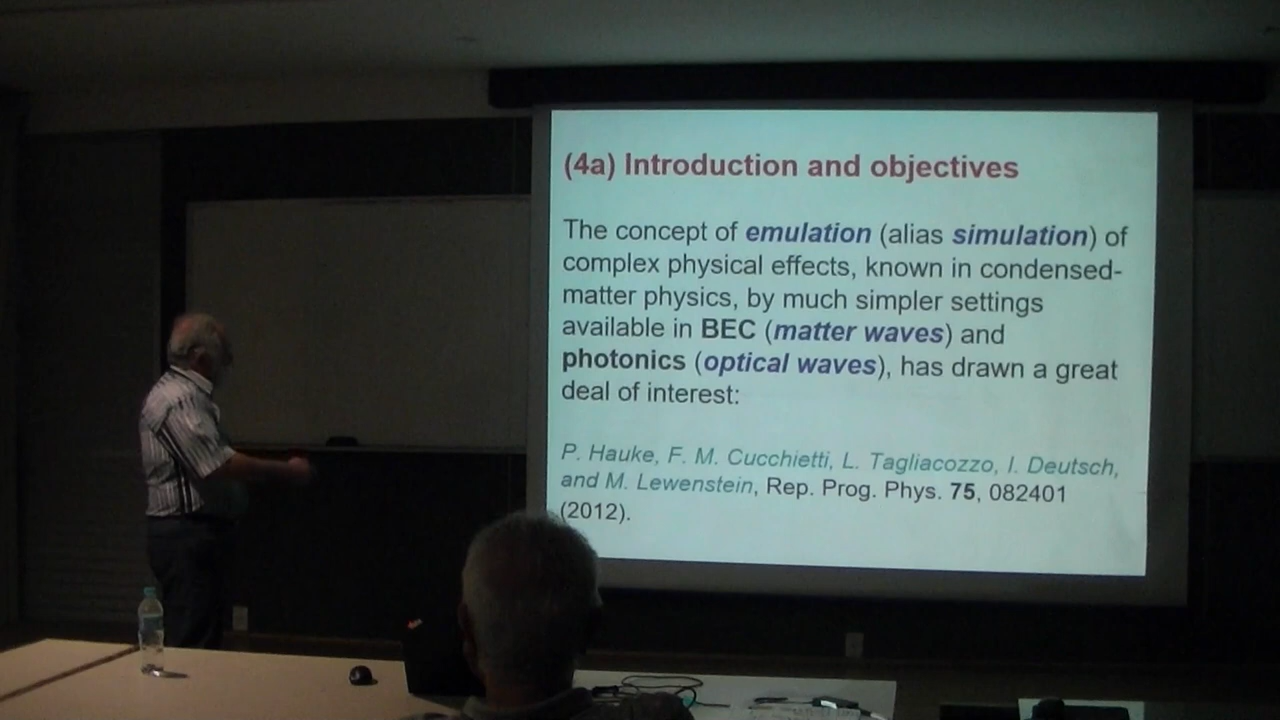 (4a) Introduction and objectives
The concept of emulation (alias simulation) of
complex physical effects, known in condensed-
matter physics, by much simpler settings
available in BEC (matter waves) and
photonics (optical waves), has drawn a great
deal of interest:
P. Hauke, F. M. Cucchietti, L. Tagliacozzo, I. Deutsch,
and M. Lewenstein, Rep. Prog. Phys. 75, 082401
(2012).